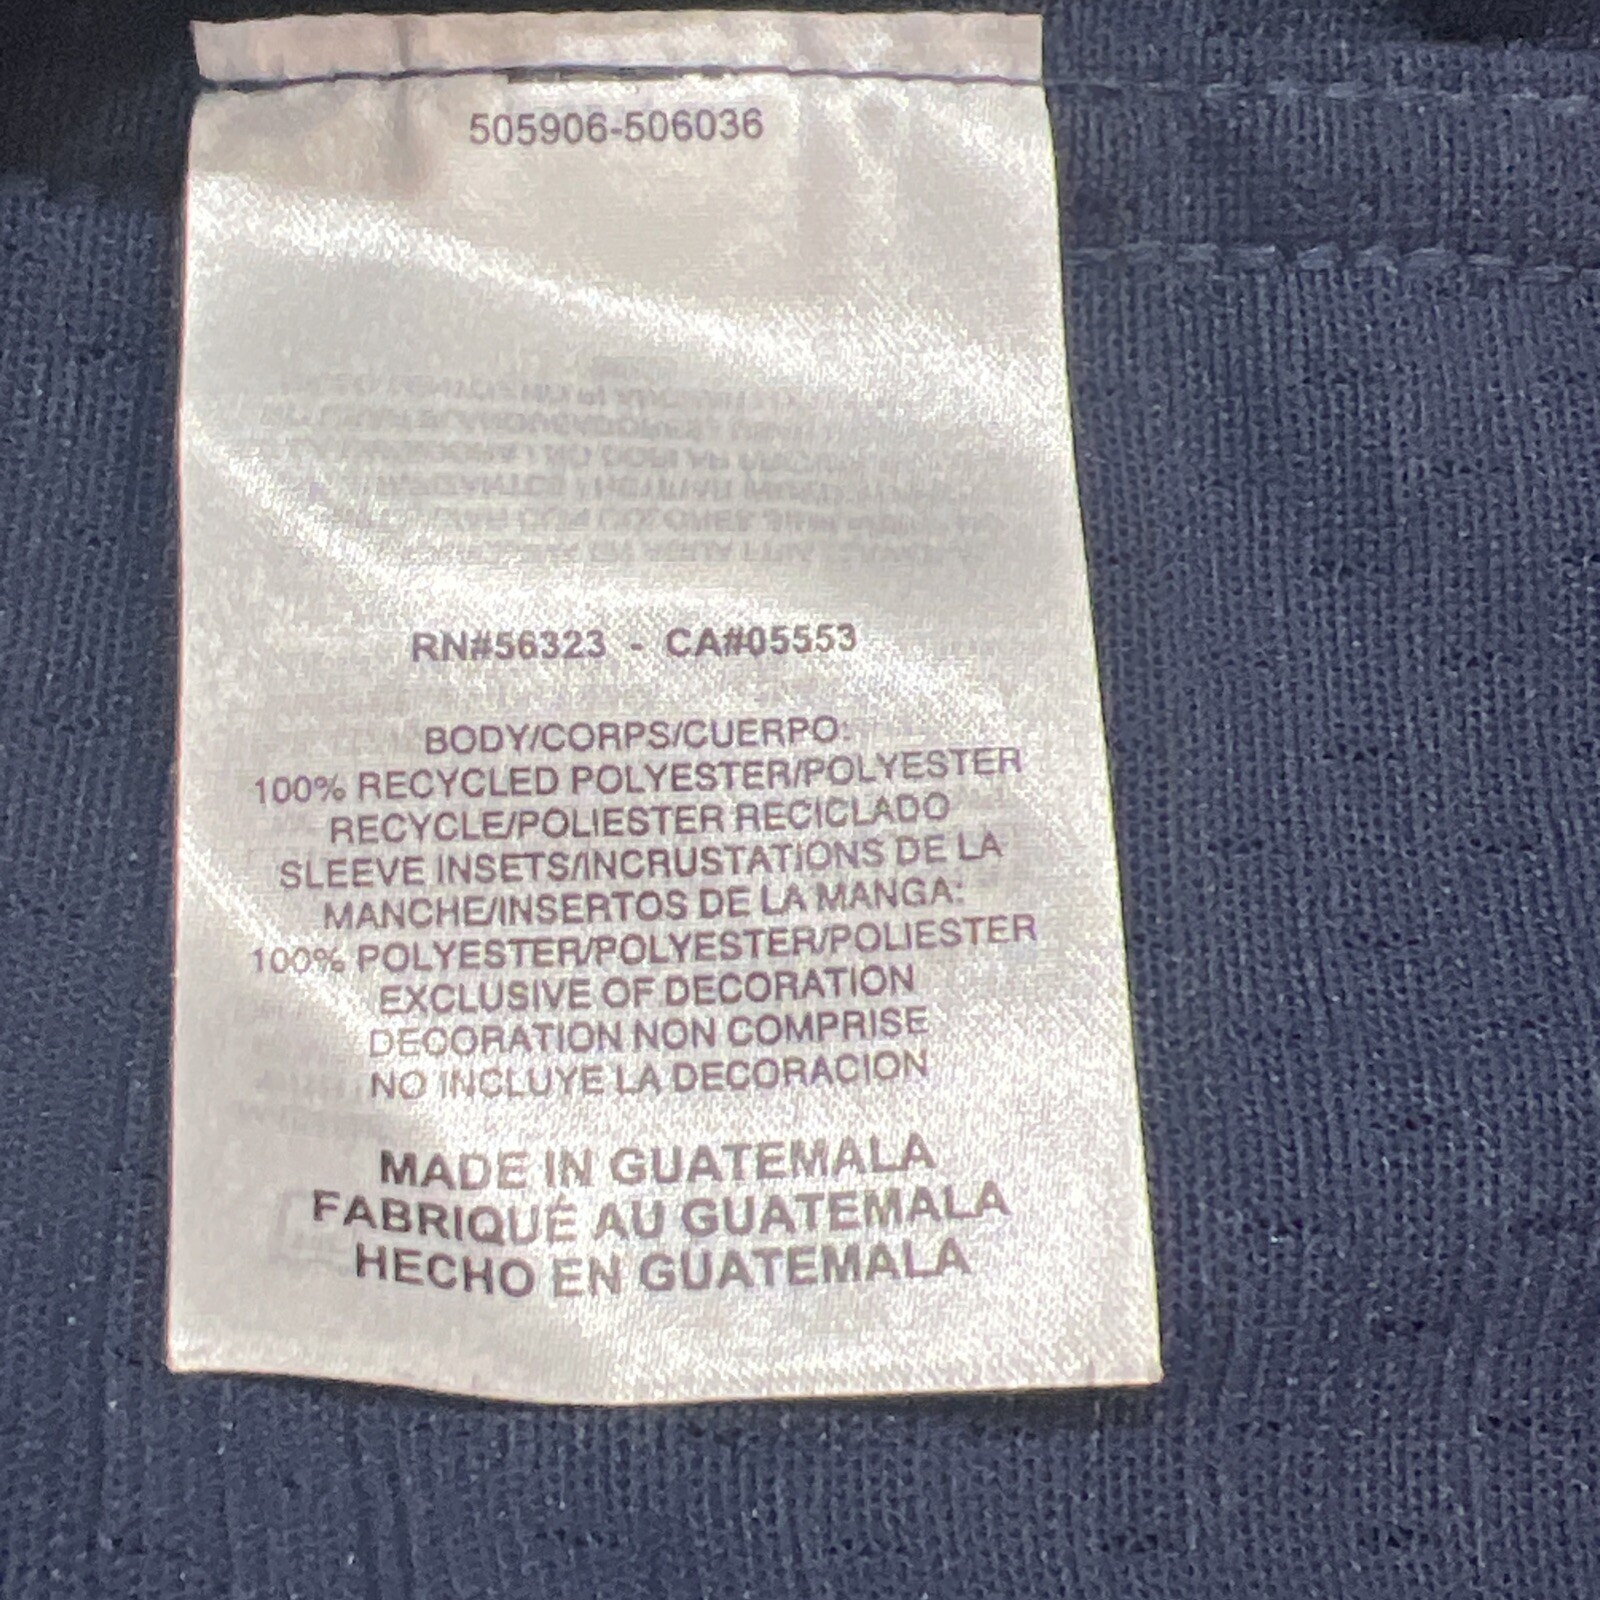 505906-506036
RN#56323 - CA#05553
BODY/CORPS/CUERPO:
100% RECYCLED POLYESTER/POLYESTER
RECYCLE/POLIESTER RECICLADO
SLEEVE INSETS/INCRUSTATIONS DE LA
MANCHE/INSERTOS DE LA MANGA:
100% POLYESTER/POLYESTER/POLIESTER
EXCLUSIVE OF DECORATION
DECORATION NON COMPRISE
NO INCLUYE LA DECORACION
MADE IN GUATEMALA
FABRIQUÉ AU GUATEMALA
HECHO EN GUATEMALA